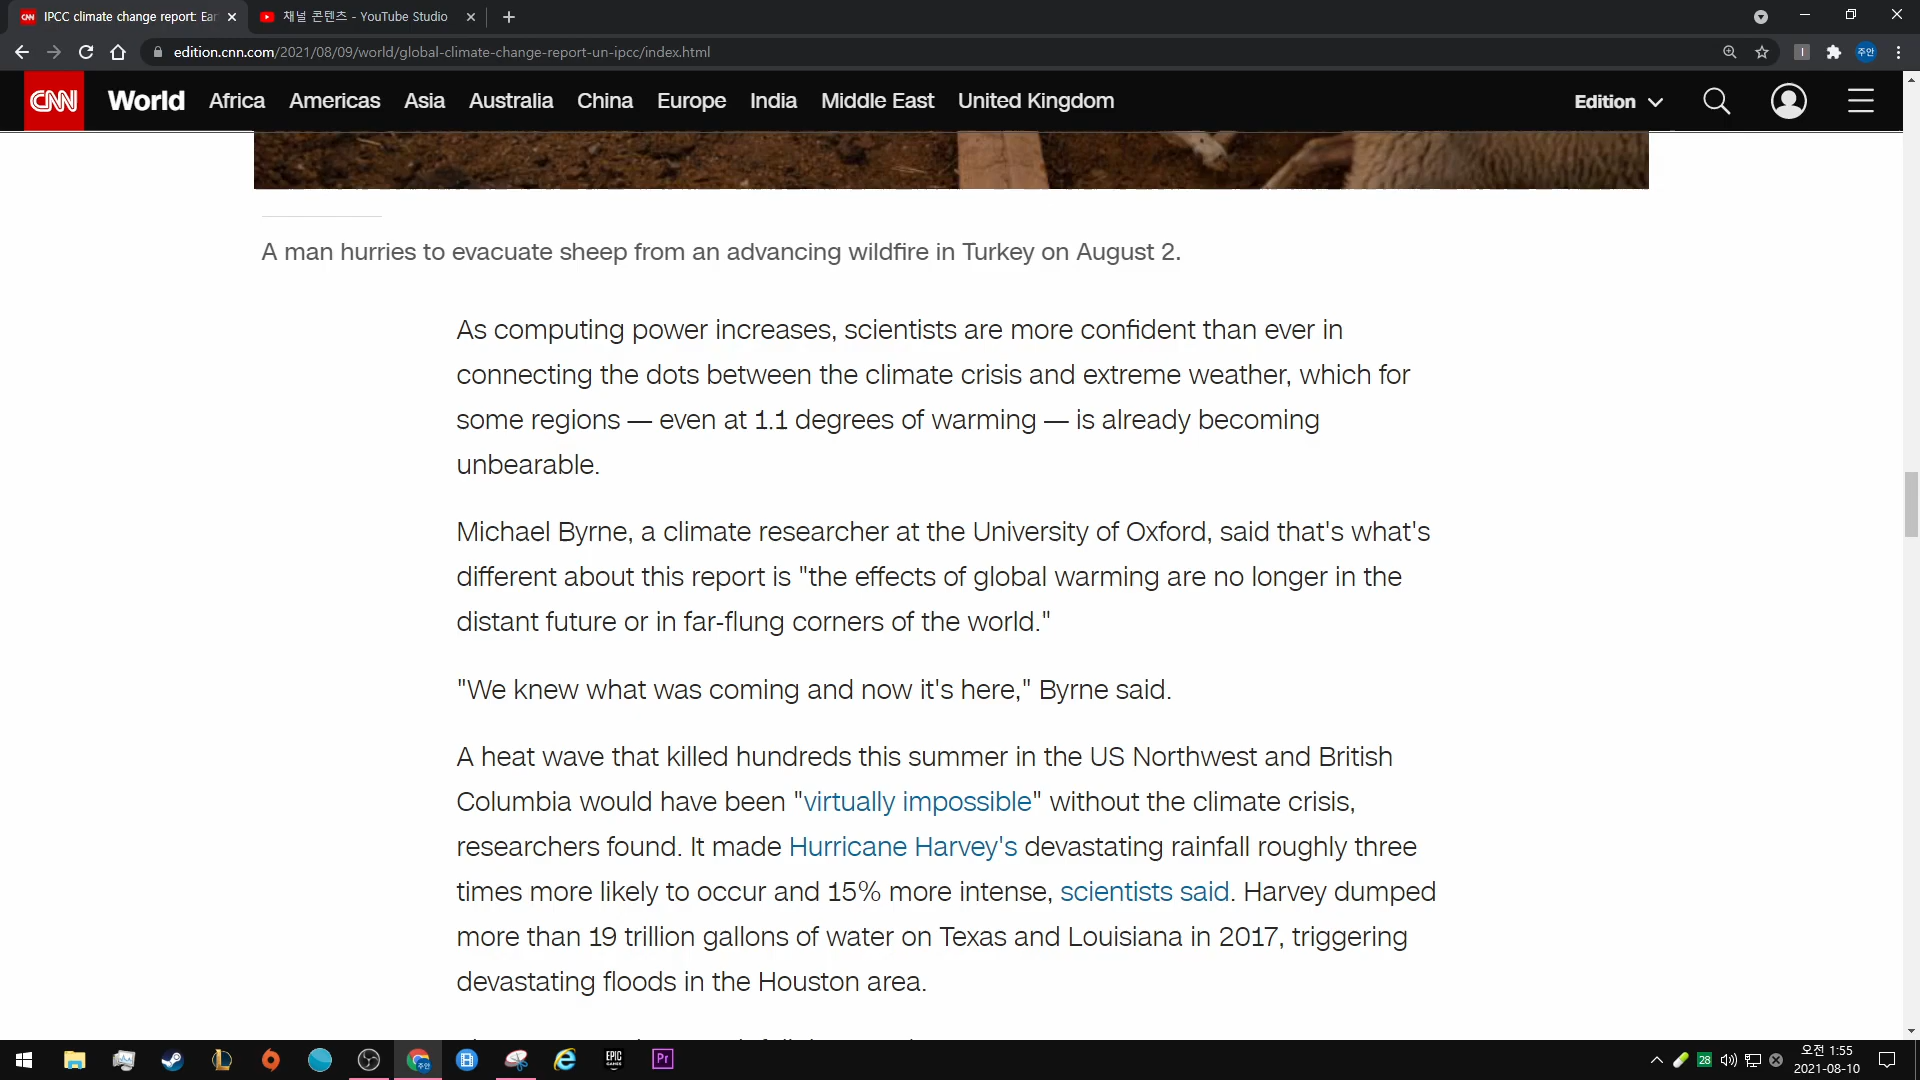 CNN IPCC climate change report: Ear
채널 콘텐츠 - YouTube Studio
edition.cnn.com/2021/08/09/world/global-climate-change-report-un-ipcc/index.html
주안
CNN World Africa Americas Asia Australia China Europe India Middle East United Kingdom Edition
A man hurries to evacuate sheep from an advancing wildfire in Turkey on August 2.
As computing power increases, scientists are more confident than ever in
connecting the dots between the climate crisis and extreme weather, which for
some regions — even at 1.1 degrees of warming — is already becoming
unbearable.
Michael Byrne, a climate researcher at the University of Oxford, said that's what's
different about this report is "the effects of global warming are no longer in the
distant future or in far-flung corners of the world."
"We knew what was coming and now it's here," Byrne said.
A heat wave that killed hundreds this summer in the US Northwest and British
Columbia would have been "virtually impossible" without the climate crisis,
researchers found. It made Hurricane Harvey's devastating rainfall roughly three
times more likely to occur and 15% more intense, scientists said. Harvey dumped
more than 19 trillion gallons of water on Texas and Louisiana in 2017, triggering
devastating floods in the Houston area.
주안
EPIC
GAMES
Pr
28
오전 1:55
2021-08-10